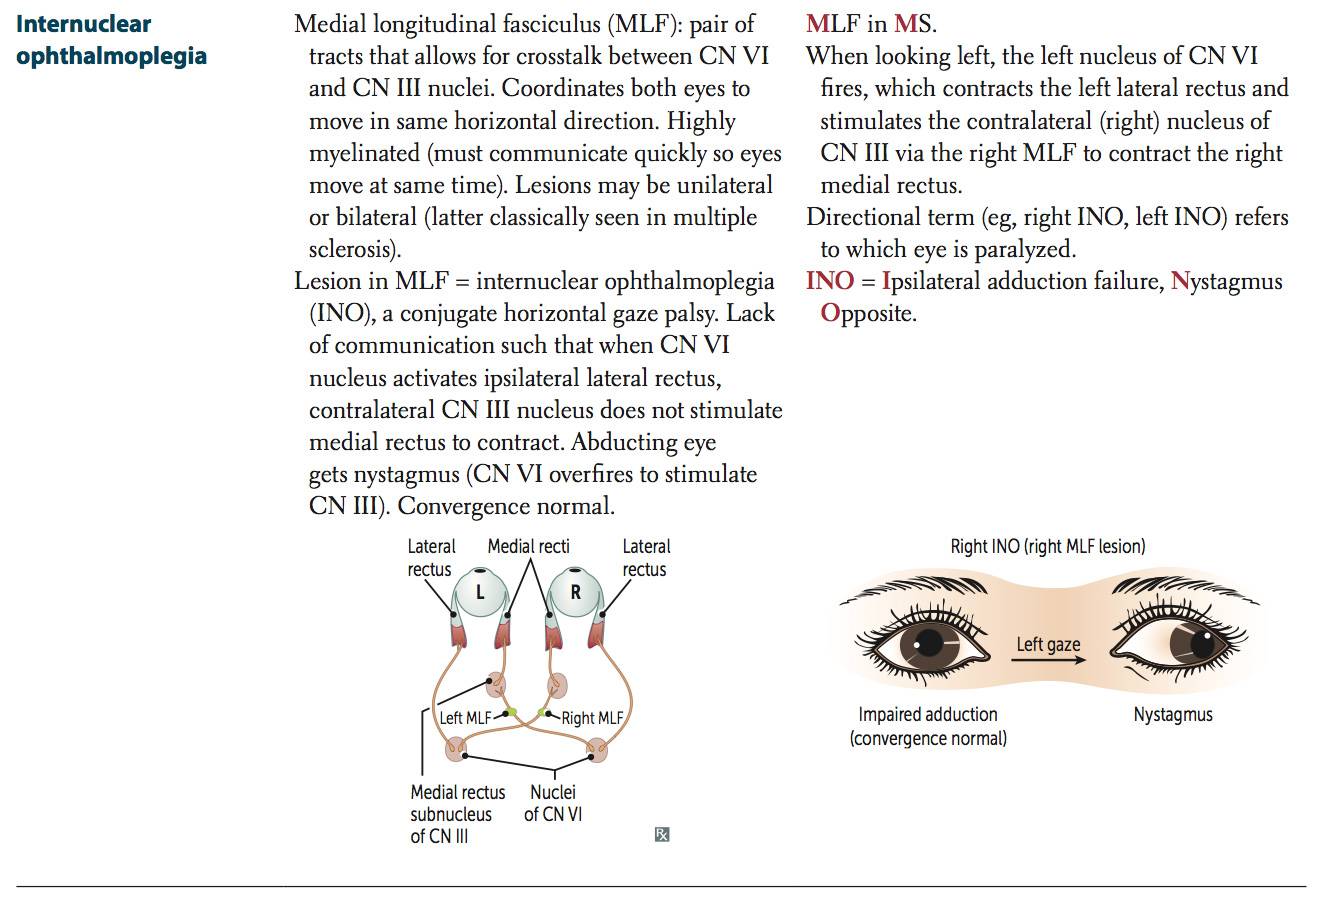 Internuclear
ophthalmoplegia
Medial longitudinal fasciculus (MLF): pair of
tracts that allows for crosstalk between CN VI
and CN III nuclei. Coordinates both eyes to
move in same horizontal direction. Highly
myelinated (must communicate quickly so eyes
move at same time). Lesions may be unilateral
or bilateral (latter classically seen in multiple
sclerosis).
Lesion in MLF = internuclear ophthalmoplegia
(INO), a conjugate horizontal gaze palsy. Lack
of communication such that when CN VI
nucleus activates ipsilateral lateral rectus,
contralateral CN III nucleus does not stimulate
medial rectus to contract. Abducting eye
gets nystagmus (CN VI overfires to stimulate
CN III). Convergence normal.
MLF in MS.
When looking left, the left nucleus of CN VI
fires, which contracts the left lateral rectus and
stimulates the contralateral (right) nucleus of
CN III via the right MLF to contract the right
medial rectus.
Directional term (eg, right INO, left INO) refers
to which eye is paralyzed.
INO = Ipsilateral adduction failure, Nystagmus
Opposite.
Lateral
rectus
Medial recti
Lateral
rectus
L
R
Left MLF
Right MLF
Medial rectus
subnucleus
of CN III
Nuclei
of CN VI
Rx
Right INO (right MLF lesion)
Left gaze
Impaired adduction
(convergence normal)
Nystagmus